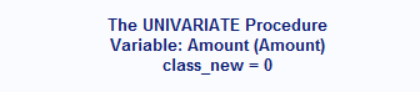 The UNIVARIATE Procedure
Variable: Amount (Amount)
class_new = 0